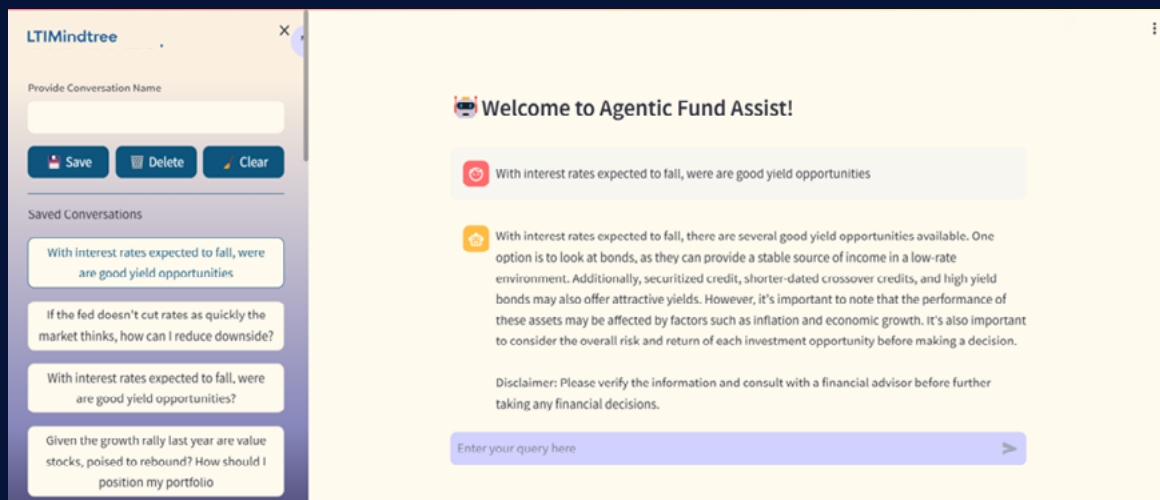 LTIMindtree
Provide Conversation Name
Save
Delete
Clear
Saved Conversations
With interest rates expected to fall, were
are good yield opportunities
If the fed doesn't cut rates as quickly the
market thinks, how can I reduce downside?
With interest rates expected to fall, were
are good yield opportunities?
Given the growth rally last year are value
stocks, poised to rebound? How should I
position my portfolio
Welcome to Agentic Fund Assist!
With interest rates expected to fall, were are good yield opportunities
With interest rates expected to fall, there are several good yield opportunities available. One
option is to look at bonds, as they can provide a stable source of income in a low-rate
environment. Additionally, securitized credit, shorter-dated crossover credits, and high yield
bonds may also offer attractive yields. However, it's important to note that the performance of
these assets may be affected by factors such as inflation and economic growth. It's also important
to consider the overall risk and return of each investment opportunity before making a decision.
Disclaimer: Please verify the information and consult with a financial advisor before further
taking any financial decisions.
Enter your query here